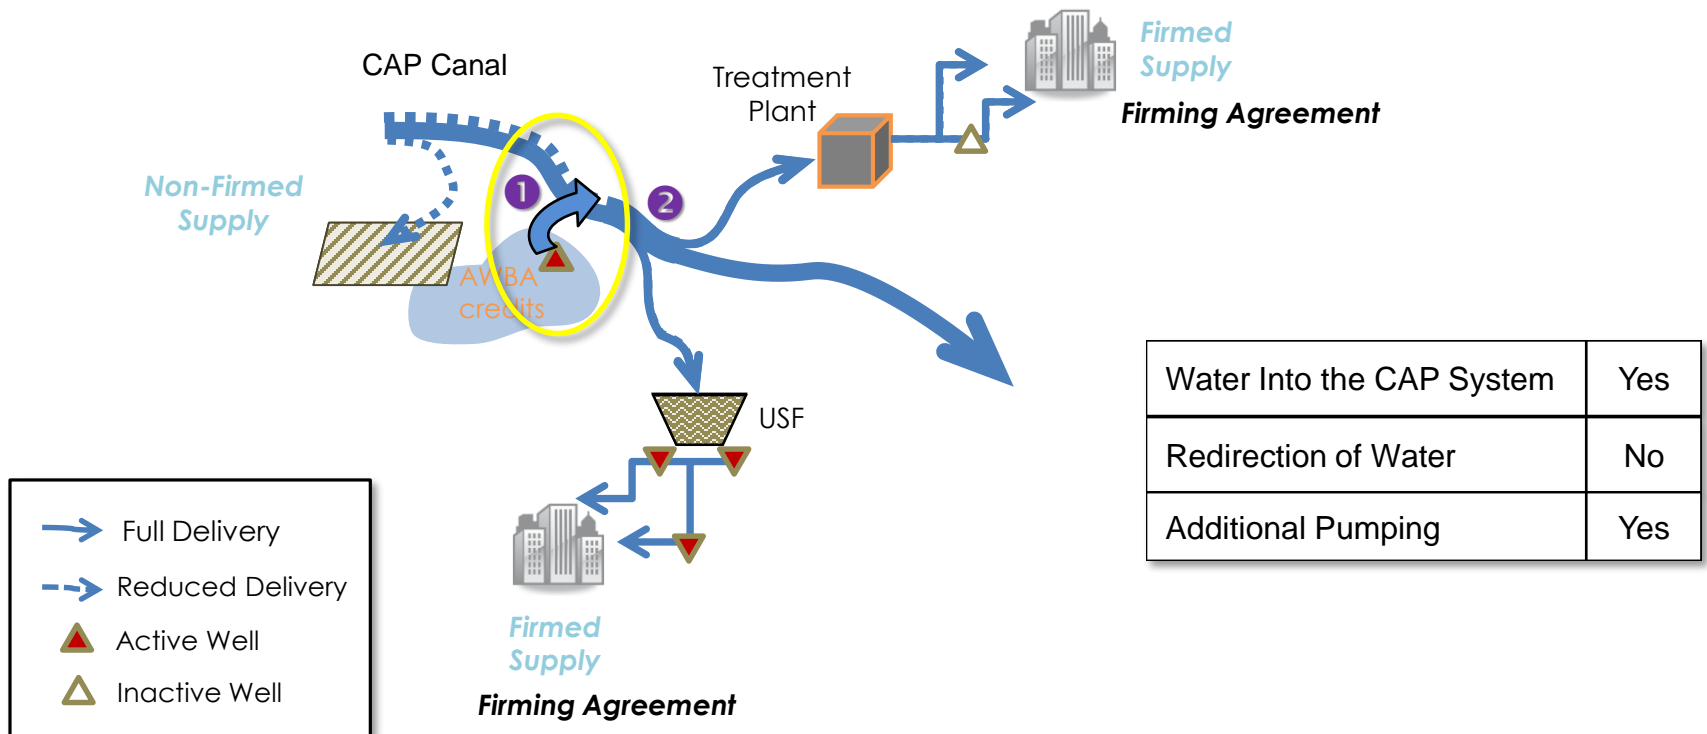 CAP Canal
Treatment
Plant
Firmed
Supply
Firming Agreement
Non-Firmed
Supply
1
2
AWBA
credits
USF
Water Into the CAP System Yes
Redirection of Water No
Additional Pumping Yes
Full Delivery
Reduced Delivery
Active Well
Inactive Well
Firmed
Supply
Firming Agreement